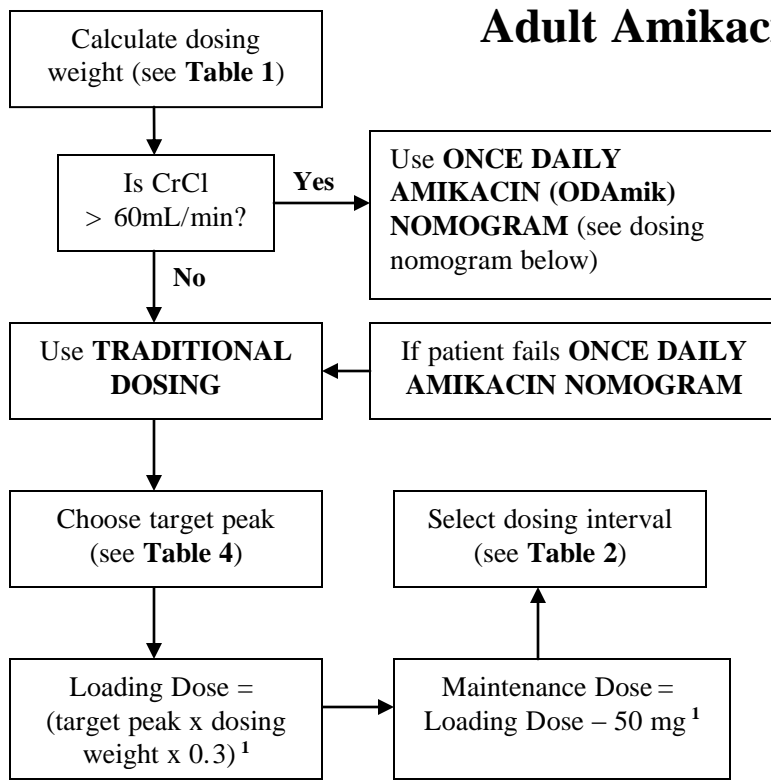 Adult Amikaci
Calculate dosing
weight (see Table 1)
Is CrCl
> 60mL/min?
Yes
Use ONCE DAILY
AMIKACIN (ODAmik)
NOMOGRAM (see dosing
nomogram below)
No
Use TRADITIONAL
DOSING
If patient fails ONCE DAILY
AMIKACIN NOMOGRAM
Choose target peak
(see Table 4)
Select dosing interval
(see Table 2)
Loading Dose =
(target peak x dosing
weight x 0.3) 1
Maintenance Dose =
Loading Dose – 50 mg 1